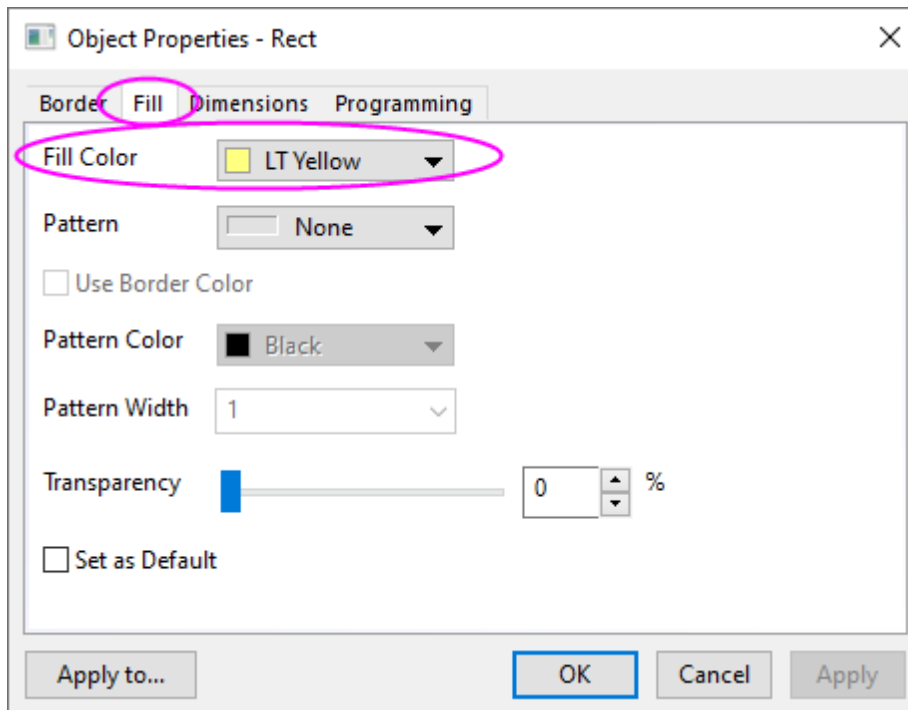 Object Properties - Rect
Border Fill Dimensions Programming
Fill Color LT Yellow
Pattern None
Use Border Color
Pattern Color Black
Pattern Width 1
Transparency 0 %
Set as Default
Apply to... OK Cancel Apply